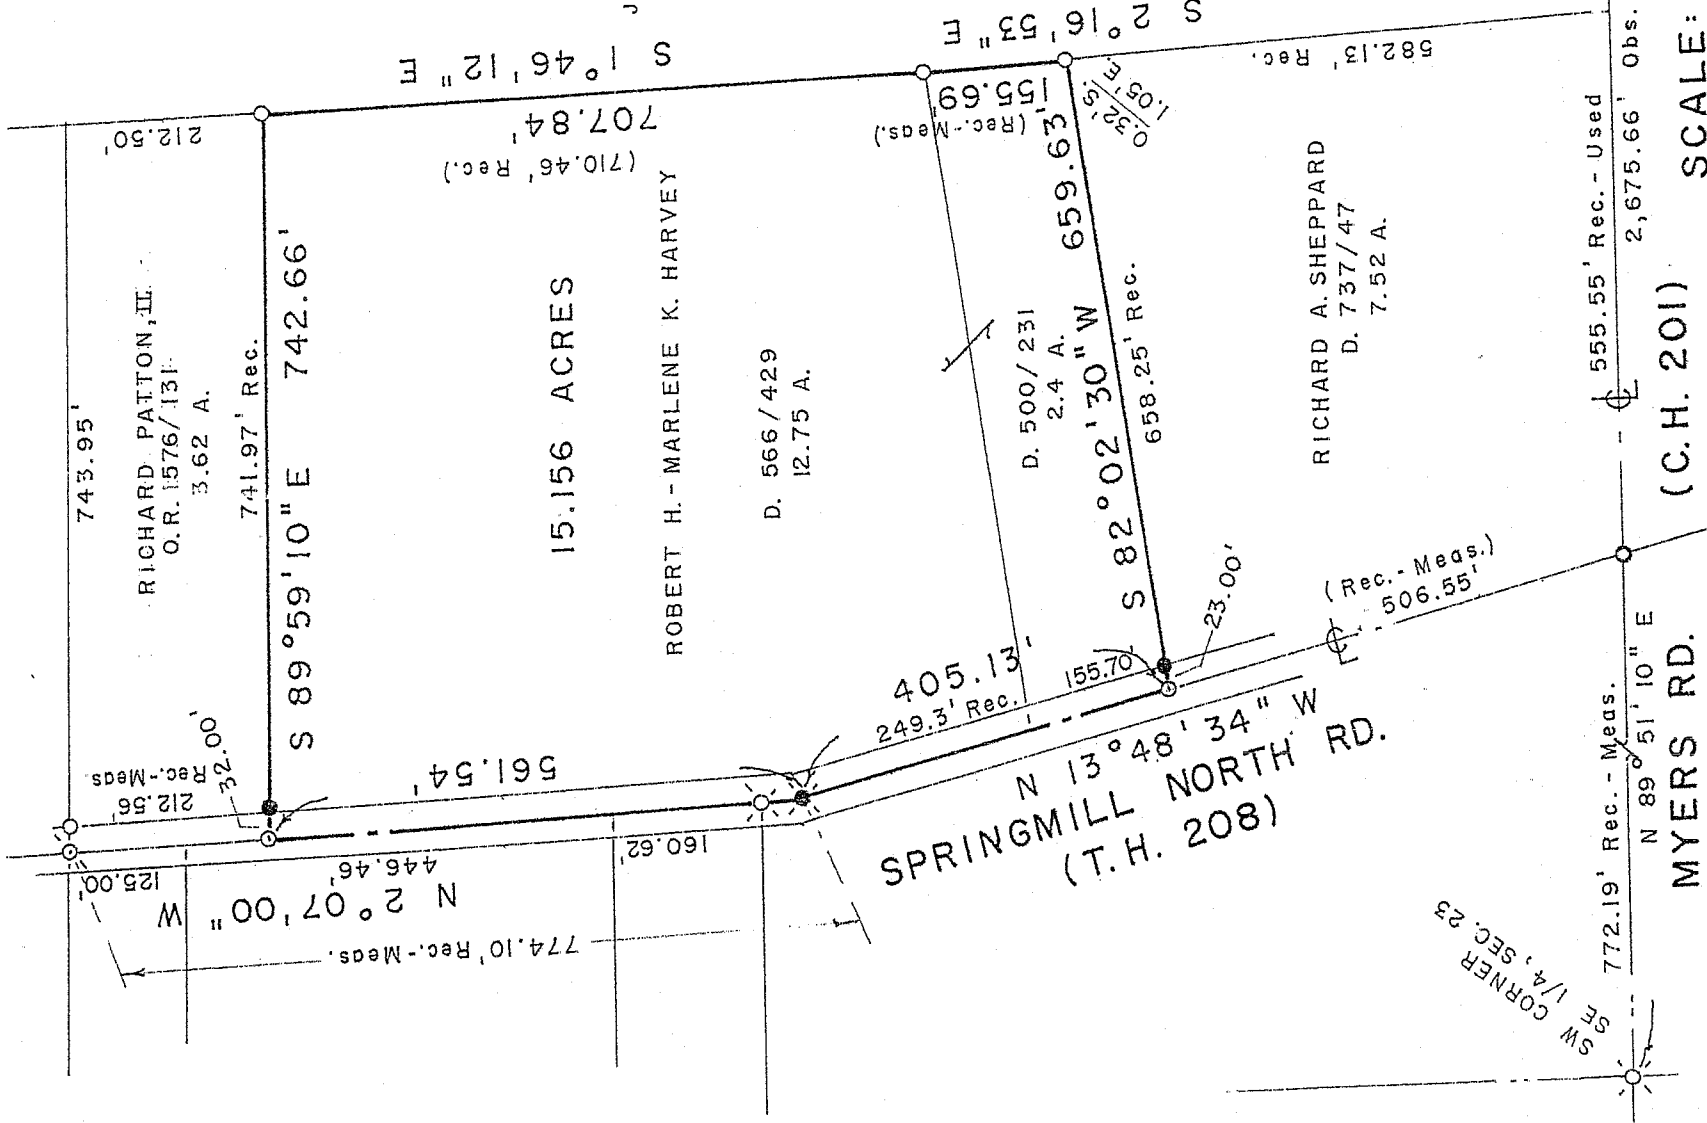 S 1°46'12" E
S 2°16'53" E
212.50'
707.84'
(710.46' Rec.)
155.69'
(Rec.-Meas.)
0.32' S.
1.05' E.
582.13' Rec.
743.95'
RICHARD PATTON, II
O.R. 1576/131
3.62 A.
741.97' Rec.
S 89°59'10" E 742.66'
15.156 ACRES
ROBERT H.-MARLENE K. HARVEY
D. 566/429
12.75 A.
D. 500/231
2.4 A.
S 82°02'30" W 659.63'
658.25' Rec.
RICHARD A. SHEPPARD
D. 737/47
7.52 A.
555.55' Rec.-Used
2,675.66' Obs.
SCALE:
212.56'
Rec.-Meas.
32.00'
561.54'
405.13'
249.3' Rec.
155.70'
23.00'
(Rec.-Meas.)
506.55'
125.00'
446.46'
160.62'
N 2°07'00" W
774.10' Rec.-Meas.
N 13°48'34" W
SPRINGMILL NORTH RD.
(T.H. 208)
SW CORNER
SE 1/4, SEC. 23
772.19' Rec.-Meas.
N 89°51'10" E
MYERS RD. (C.H. 201)